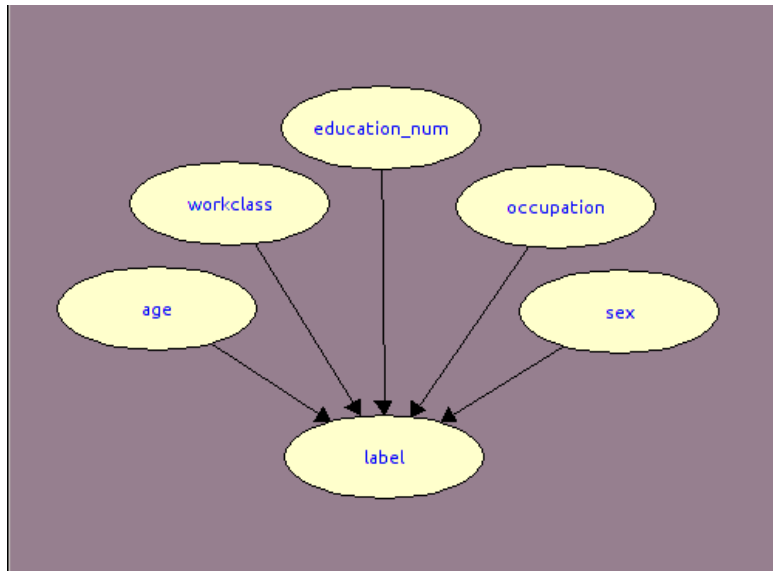 education_num
workclass
occupation
age
sex
label